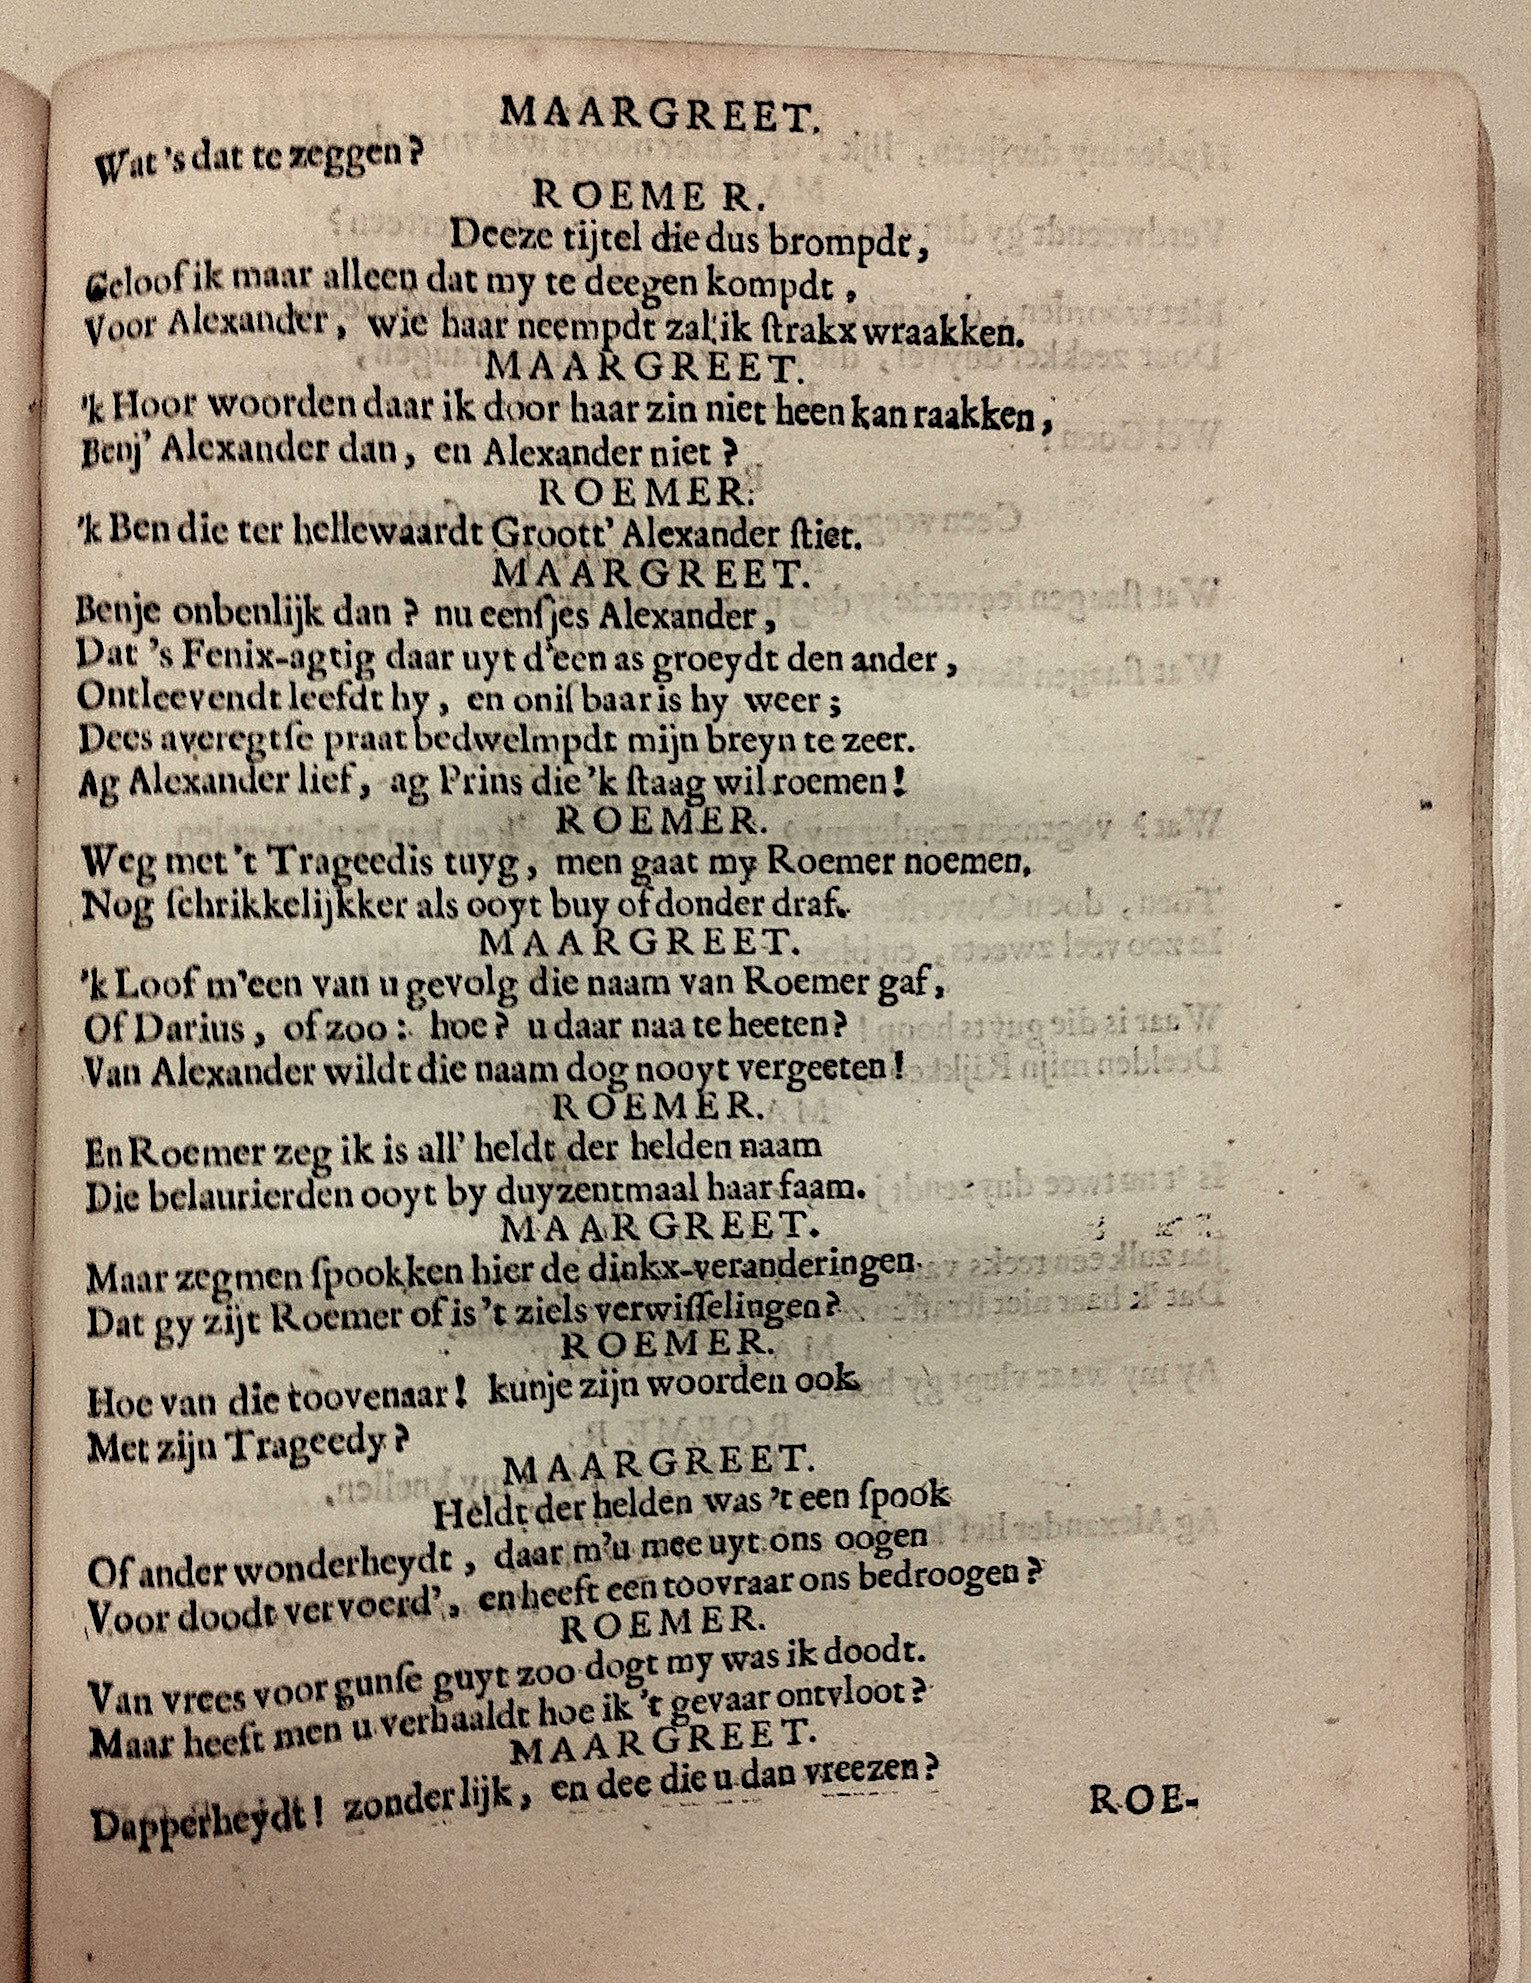 MAARGREET.
Wat 's dat te zeggen?
ROEMER.
Deeze tijtel die dus brompdt,
Geloof ik maar alleen dat my te deegen kompdt,
Voor Alexander, wie haar neempdt zal ik ſtrakx wraakken.
MAARGREET.
'k Hoor woorden daar ik door haar zin niet heen kan raakken,
Benj' Alexander dan, en Alexander niet?
ROEMER.
'k Ben die ter hellewaardt Groott' Alexander ſtiet.
MAARGREET.
Benje onbenlijk dan? nu eenſjes Alexander,
Dat 's Fenix-agtig daar uyt d'een as groeydt den ander,
Ontleevendt leefdt hy, en oniſbaar is hy weer;
Dees averegtſe praat bedwelmpdt mijn breyn te zeer.
Ag Alexander lief, ag Prins die 'k ſtaag wil roemen!
ROEMER.
Weg met 't Trageedis tuyg, men gaat my Roemer noemen,
Nog ſchrikkelijkker als ooyt buy of donder draf.
MAARGREET.
'k Loof m'een van u gevolg die naam van Roemer gaf,
Of Darius, of zoo: hoe? u daar naa te heeten?
Van Alexander wildt die naam dog nooyt vergeeten!
ROEMER.
En Roemer zeg ik is all' heldt der helden naam
Die belaurierden ooyt by duyzentmaal haar faam.
MAARGREET.
Maar zegmen ſpookken hier de dinkx-veranderingen.
Dat gy zijt Roemer of is 't ziels verwiſſelingen?
ROEMER.
Hoe van die toovenaar! kunje zijn woorden ook
Met zijn Trageedy?
MAARGREET.
Heldt der helden was 't een ſpook
Of ander wonderheydt, daar m'u mee uyt ons oogen
Voor doodt vervoerd', en heeft een toovraar ons bedroogen?
ROEMER.
Van vrees voor gunſe guyt zoo dogt my was ik doodt.
Maar heeft men u verhaaldt hoe ik 't gevaar ontvloot?
MAARGREET.
Dapperheydt! zonderlijk, en dee die u dan vreezen?
ROE-